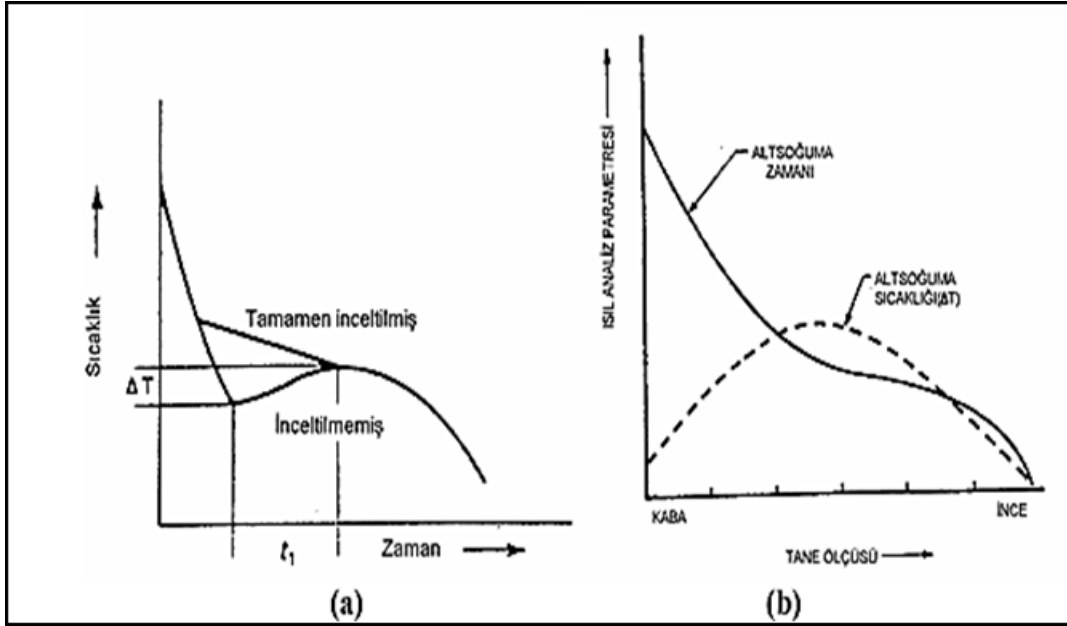 Sıcaklık
ΔT
Tamamen inceltilmiş
İnceltilmemiş
t₁
Zaman
(a)
ISIL ANALİZ PARAMETRESİ
ALTSOĞUMA
ZAMANI
ALTSOĞUMA
SICAKLIĞI(ΔT)
KABA
İNCE
TANE ÖLÇÜSÜ
(b)